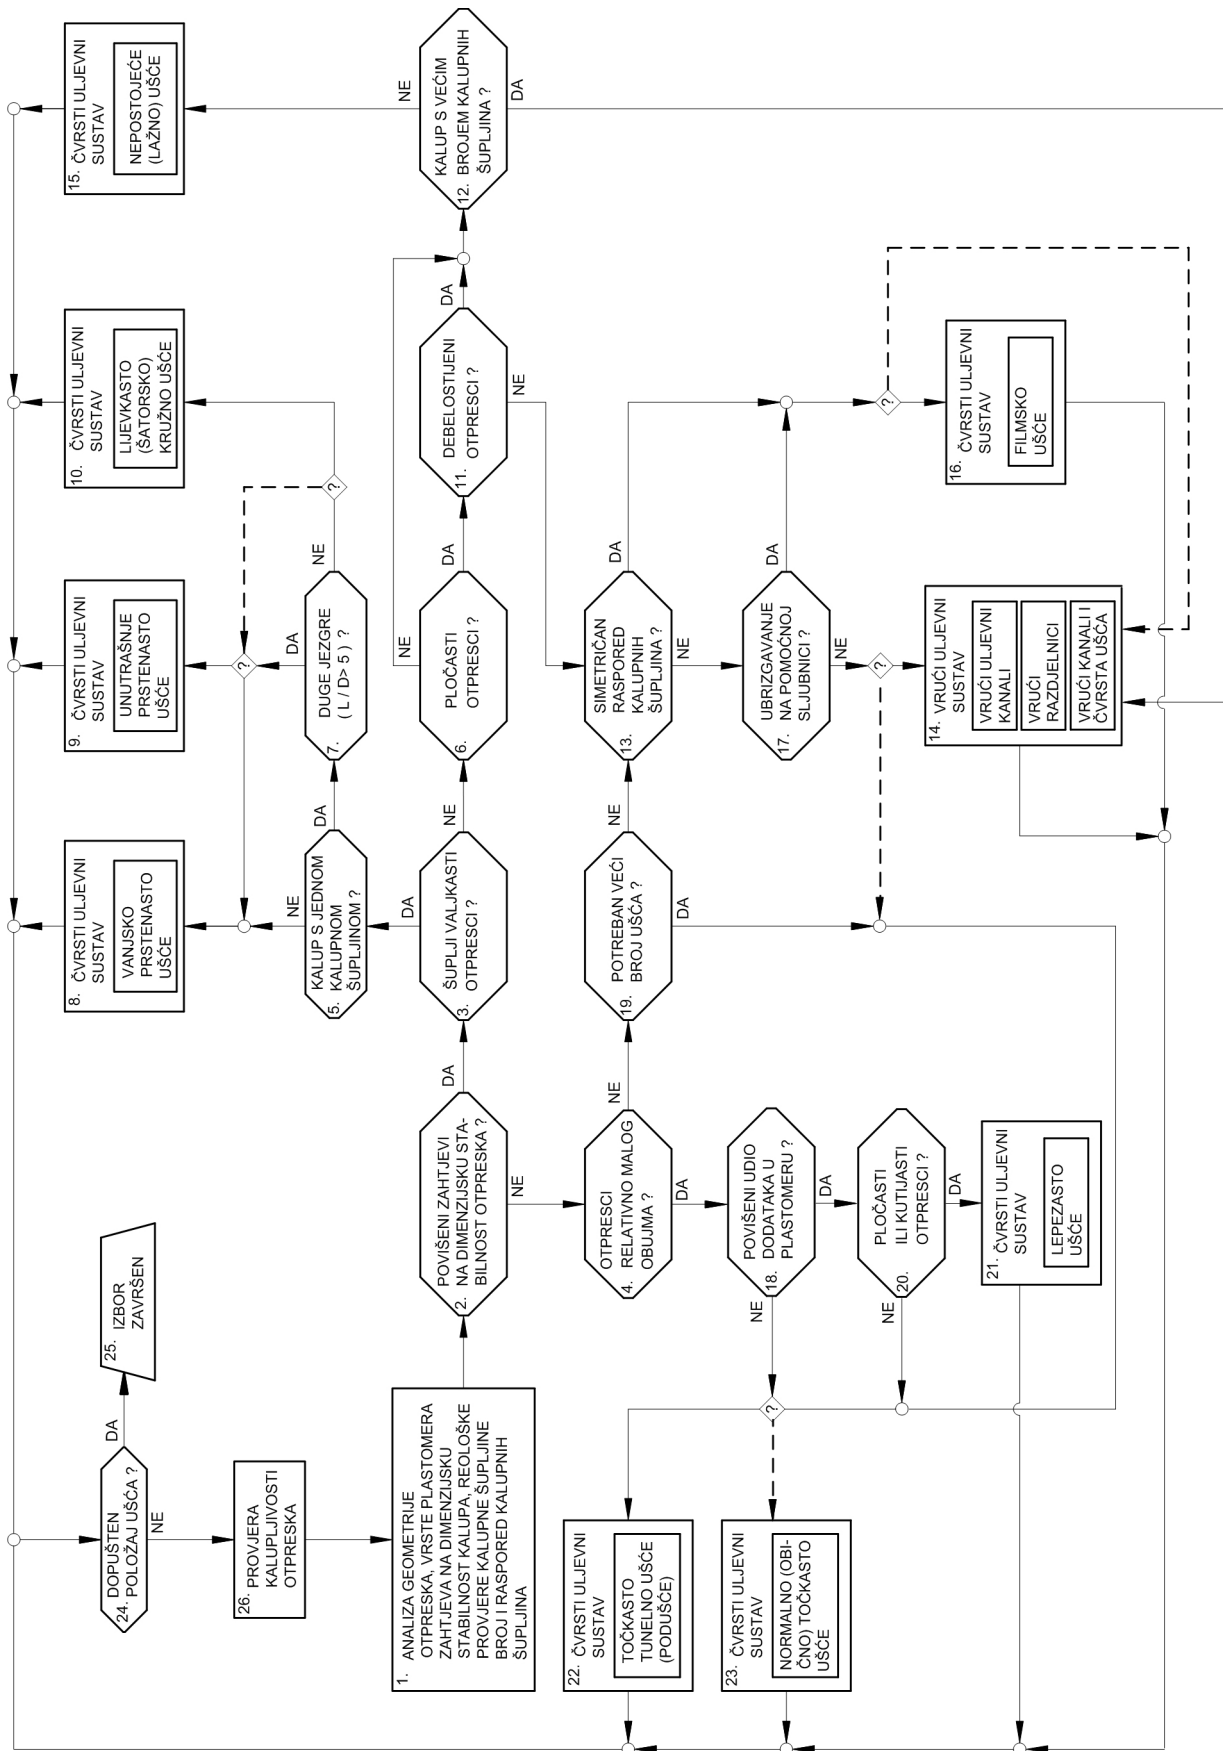 1. ANALIZA GEOMETRIJE
OTPRESKA, VRSTE PLASTOMERA
ZAHTJEVA NA DIMENZIJSKU
STABILNOST KALUPA, REOLOŠKE
PROVJERE KALUPNE ŠUPLJINE
BROJ I RASPORED KALUPNIH
ŠUPLJINA
POVIŠENI ZAHTJEVI
2. NA DIMENZIJSKU STA-
BILNOST OTPRESKA ?
DA
NE
ŠUPLJI VALJKASTI
3. OTPRESCI ?
DA
NE
OTPRESCI
RELATIVNO MALOG
4. OBUJIMA ?
NE
DA
KALUP S JEDNOM
5. KALUPNOM
ŠUPLJINOM ?
DA
NE
PLOČASTI
6. OTPRESCI ?
NE
DA
DUGE JEZGRE
7. ( L / D> 5 ) ?
DA
NE
?
?
8. ČVRSTI ULJEVNI
SUSTAV
VANJSKO
PRSTENASTO
UŠĆE
9. ČVRSTI ULJEVNI
SUSTAV
UNUTRAŠNJE
PRSTENASTO
UŠĆE
10. ČVRSTI ULJEVNI
SUSTAV
LIJEVKASTO
(ŠATORSKO)
KRUŽNO UŠĆE
DEBELOSTIJENI
11. OTPRESCI ?
DA
NE
KALUP S VEĆIM
12. BROJEM KALUPNIH
ŠUPLJINA ?
NE
DA
SIMETRIČAN
RASPORED
KALUPNIH
13. ŠUPLJINA ?
DA
NE
14. VRUĆI ULJEVNI
SUSTAV
VRUĆI ULJEVNI
KANALI
VRUĆI
RAZDJELNICI
VRUĆI KANALI I
ČVRSTA UŠĆA
15. ČVRSTI ULJEVNI
SUSTAV
NEPOSTOJEĆE
(LAŽNO) UŠĆE
16. ČVRSTI ULJEVNI
SUSTAV
FILMSKO
UŠĆE
?
UBRIZGAVANJE
NA POMOĆNOJ
17. SLJUBNICI ?
DA
NE
?
POVIŠENI UDIO
DODATAKA U
18. PLASTOMERU ?
NE
DA
POTREBAN VEĆI
19. BROJ UŠĆA ?
NE
DA
PLOČASTI
ILI KUTIJASTI
20. OTPRESCI ?
NE
DA
21. ČVRSTI ULJEVNI
SUSTAV
LEPEZASTO
UŠĆE
?
22. ČVRSTI ULJEVNI
SUSTAV
TOČKASTO
TUNELNO UŠĆE
(PODUŠĆE)
23. ČVRSTI ULJEVNI
SUSTAV
NORMALNO (OBI-
ČNO) TOČKASTO
UŠĆE
DOPUŠTEN
24. POLOŽAJ UŠĆA ?
DA
NE
25. IZBOR
ZAVRŠEN
26. PROVJERA
KALUPLJIVOSTI
OTPRESKA